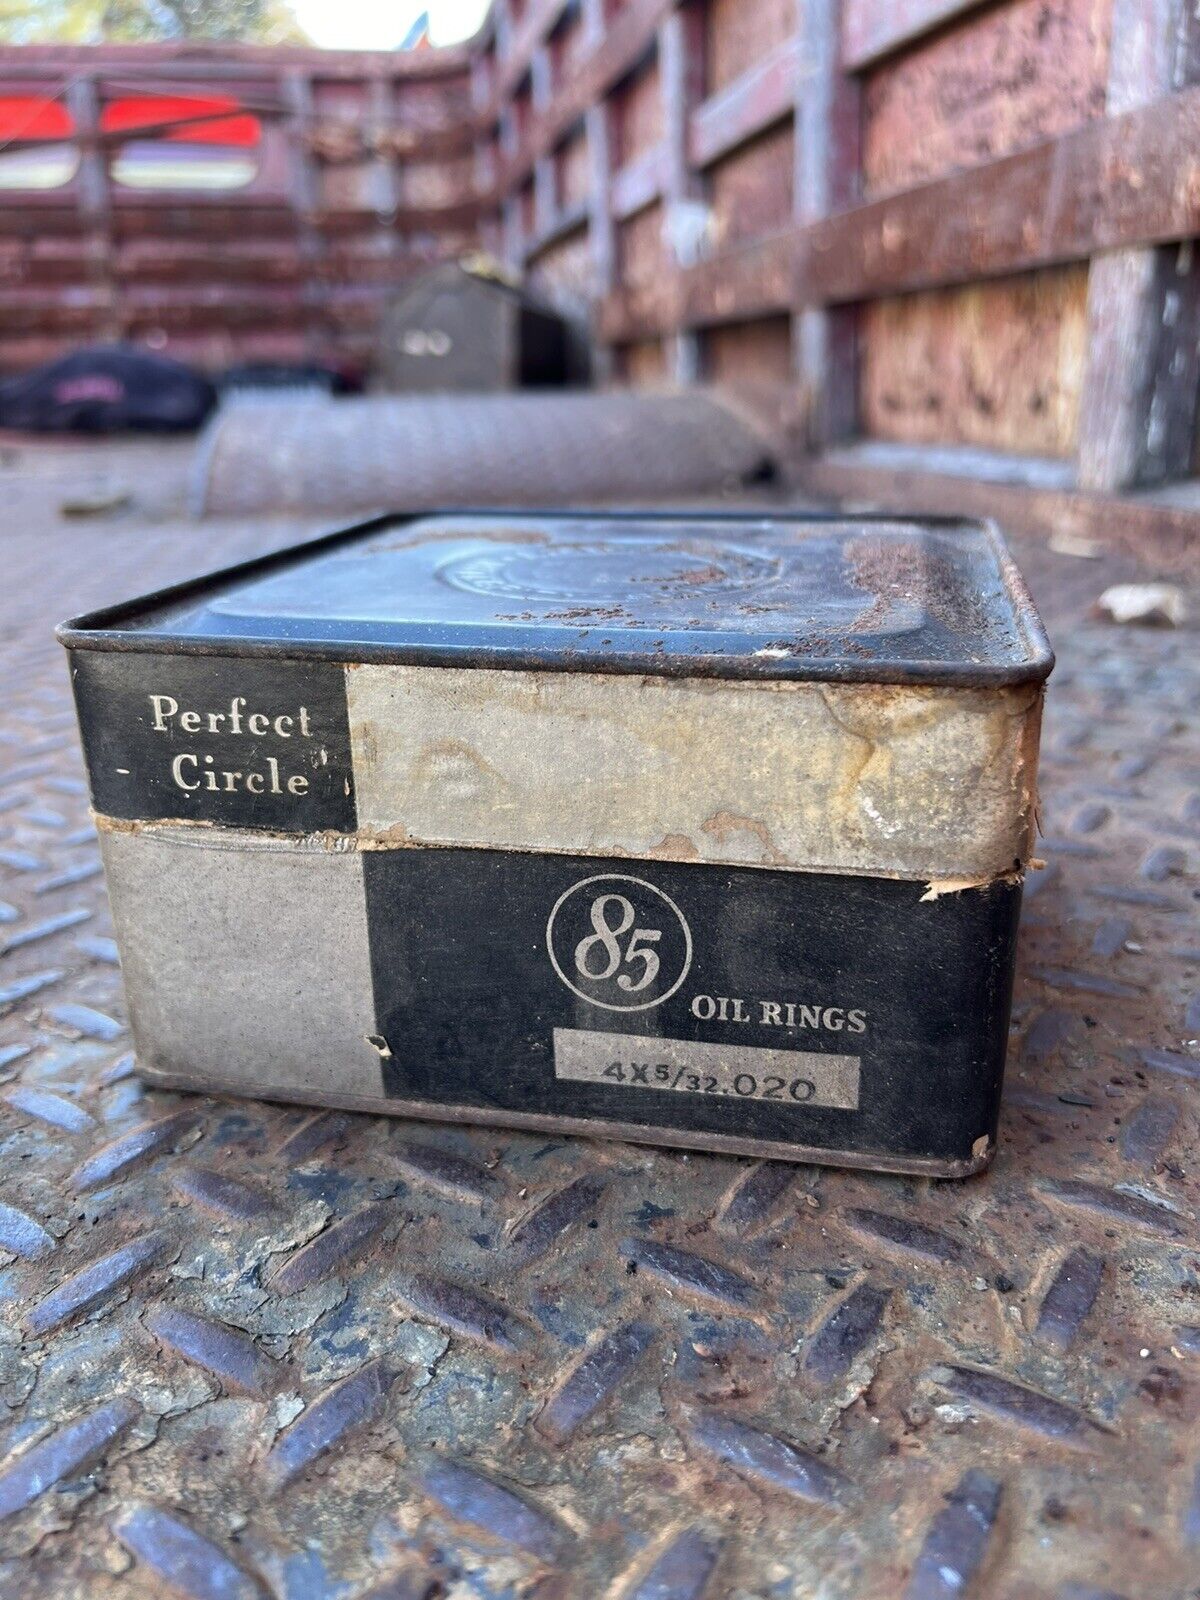 Perfect
Circle
85
OIL RINGS
4X5/32.020